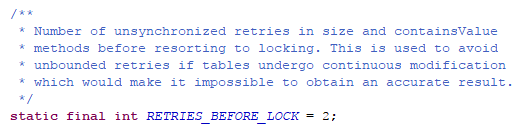 /**
 * Number of unsynchronized retries in size and containsValue
 * methods before resorting to locking. This is used to avoid
 * unbounded retries if tables undergo continuous modification
 * which would make it impossible to obtain an accurate result.
 */
static final int RETRIES_BEFORE_LOCK = 2;